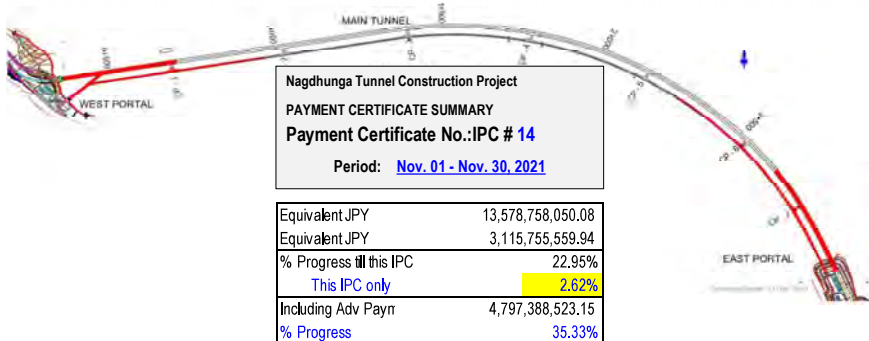 MAIN TUNNEL
WEST PORTAL
Nagdhunga Tunnel Construction Project
PAYMENT CERTIFICATE SUMMARY
Payment Certificate No.:IPC # 14
Period: Nov. 01 - Nov. 30, 2021
Equivalent JPY 13,578,758,050.08
Equivalent JPY 3,115,755,559.94
% Progress till this IPC 22.95%
This IPC only 2.62%
Including Adv Paym 4,797,388,523.15
% Progress 35.33%
EAST PORTAL